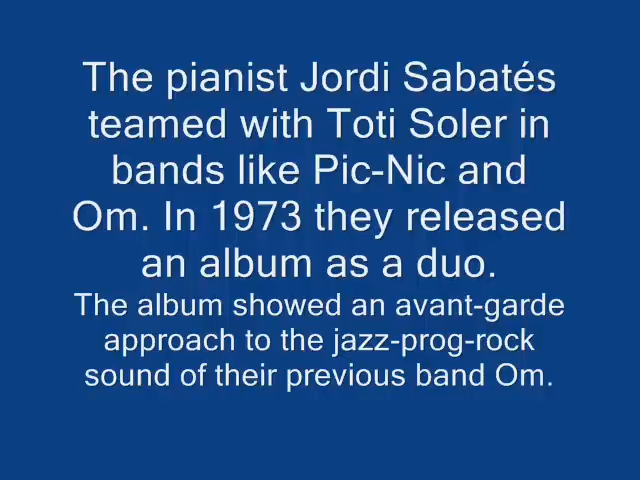 The pianist Jordi Sabatés
teamed with Toti Soler in
bands like Pic-Nic and
Om. In 1973 they released
an album as a duo.
The album showed an avant-garde
approach to the jazz-prog-rock
sound of their previous band Om.